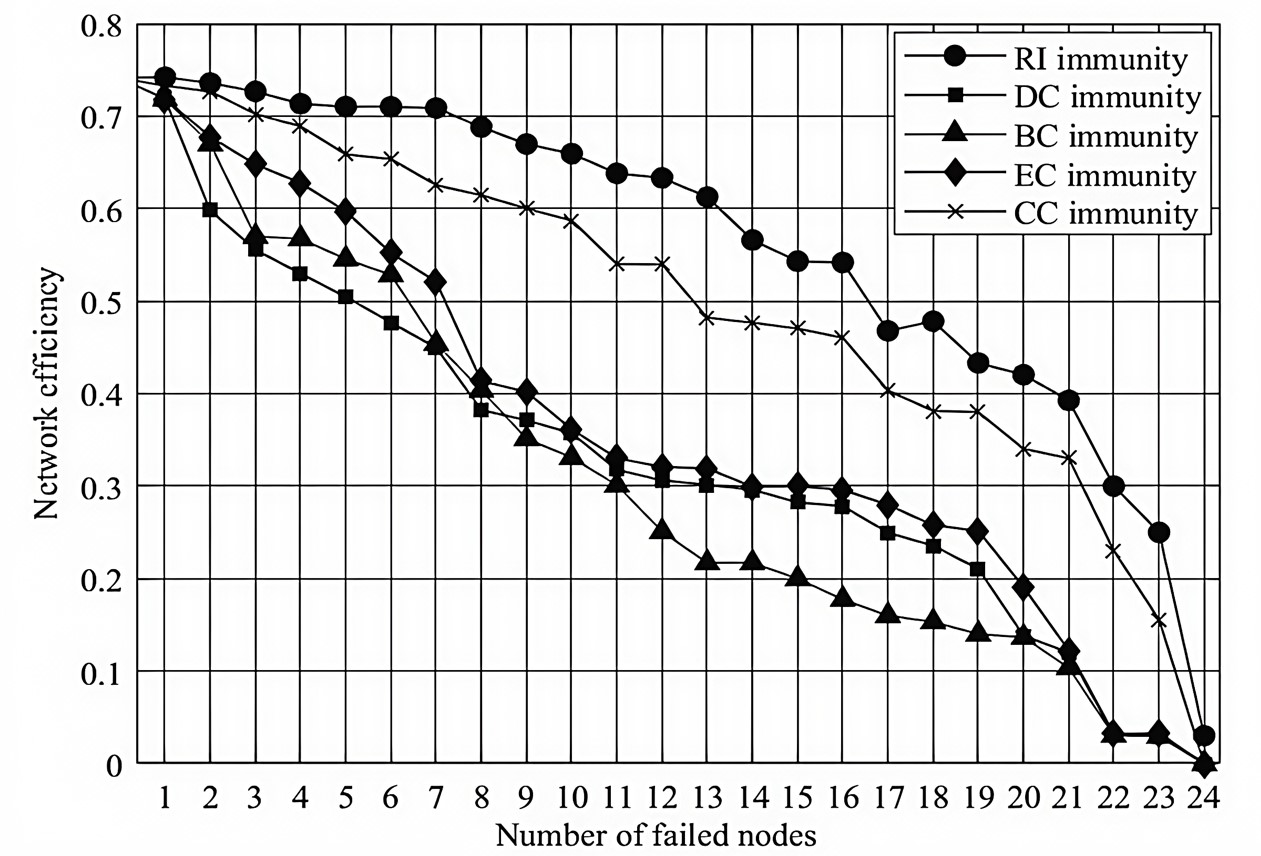 0.8
0.7
0.6
0.5
0.4
0.3
0.2
0.1
0
Nctwork cfficicncy
RI immunity
DC immunity
BC immunity
EC immunity
CC immunity
1 2 3 4 5 6 7 8 9 10 11 12 13 14 15 16 17 18 19 20 21 22 23 24
Number of failed nodes